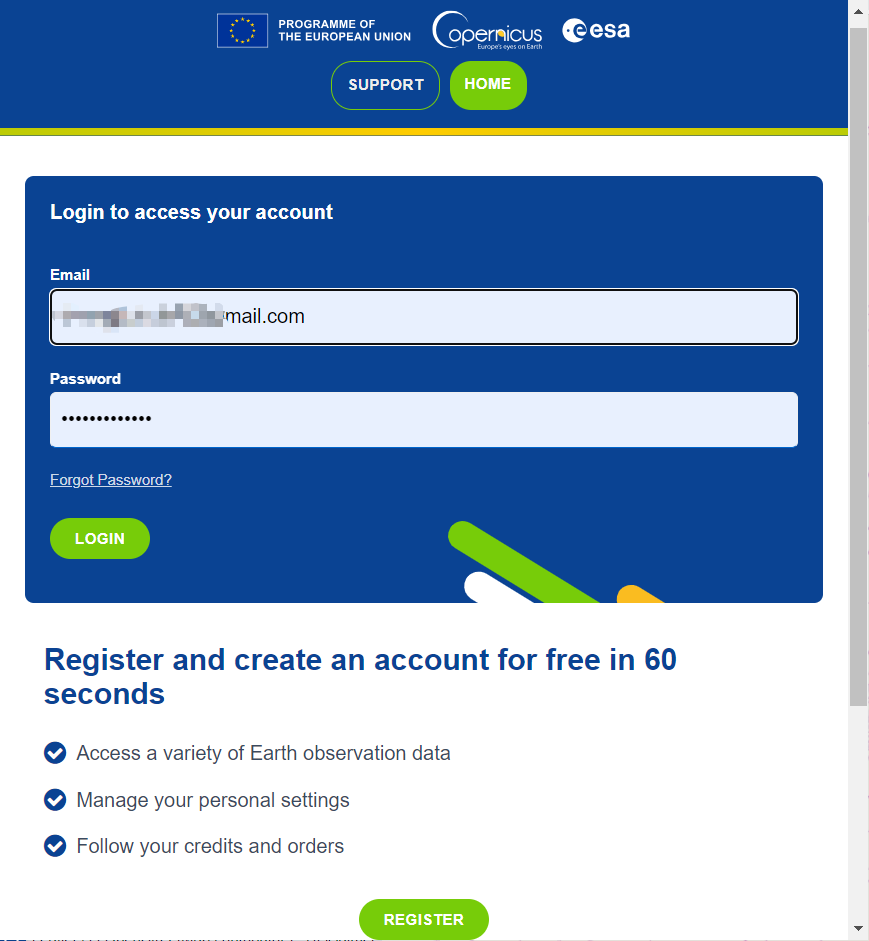 PROGRAMME OF
THE EUROPEAN UNION
opernicus
Europe's eyes on Earth
esa
SUPPORT
HOME
Login to access your account
Email
mail.com
Password
•••••••••••••
Forgot Password?
LOGIN
Register and create an account for free in 60
seconds
Access a variety of Earth observation data
Manage your personal settings
Follow your credits and orders
REGISTER